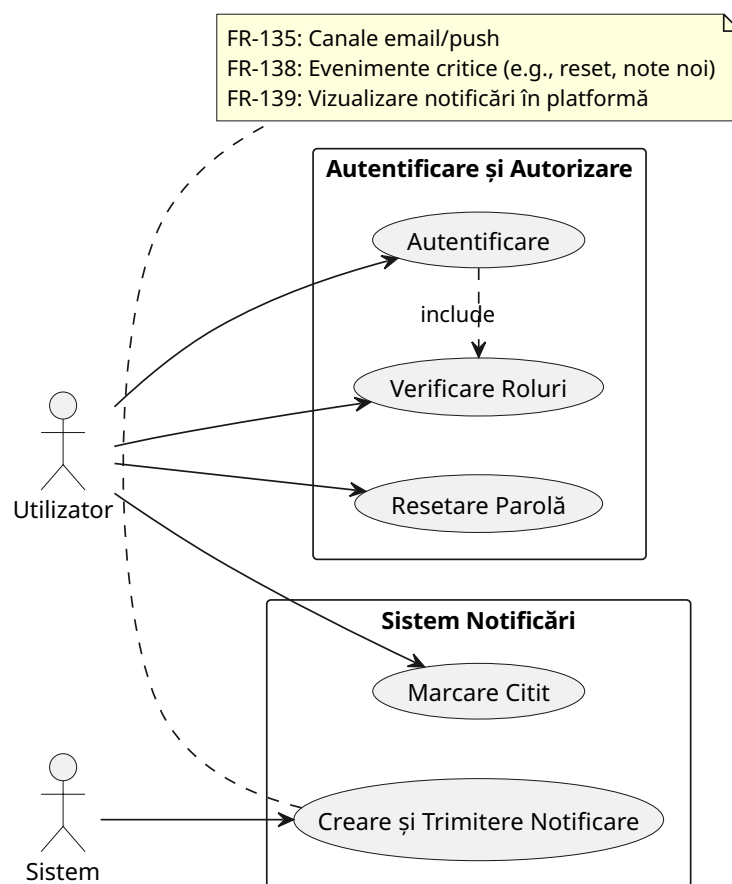 FR-135: Canale email/push
FR-138: Evenimente critice (e.g., reset, note noi)
FR-139: Vizualizare notificări în platformă
Autentificare și Autorizare
Autentificare
include
Verificare Roluri
Resetare Parolă
Utilizator
Sistem Notificări
Marcare Citit
Creare și Trimitere Notificare
Sistem